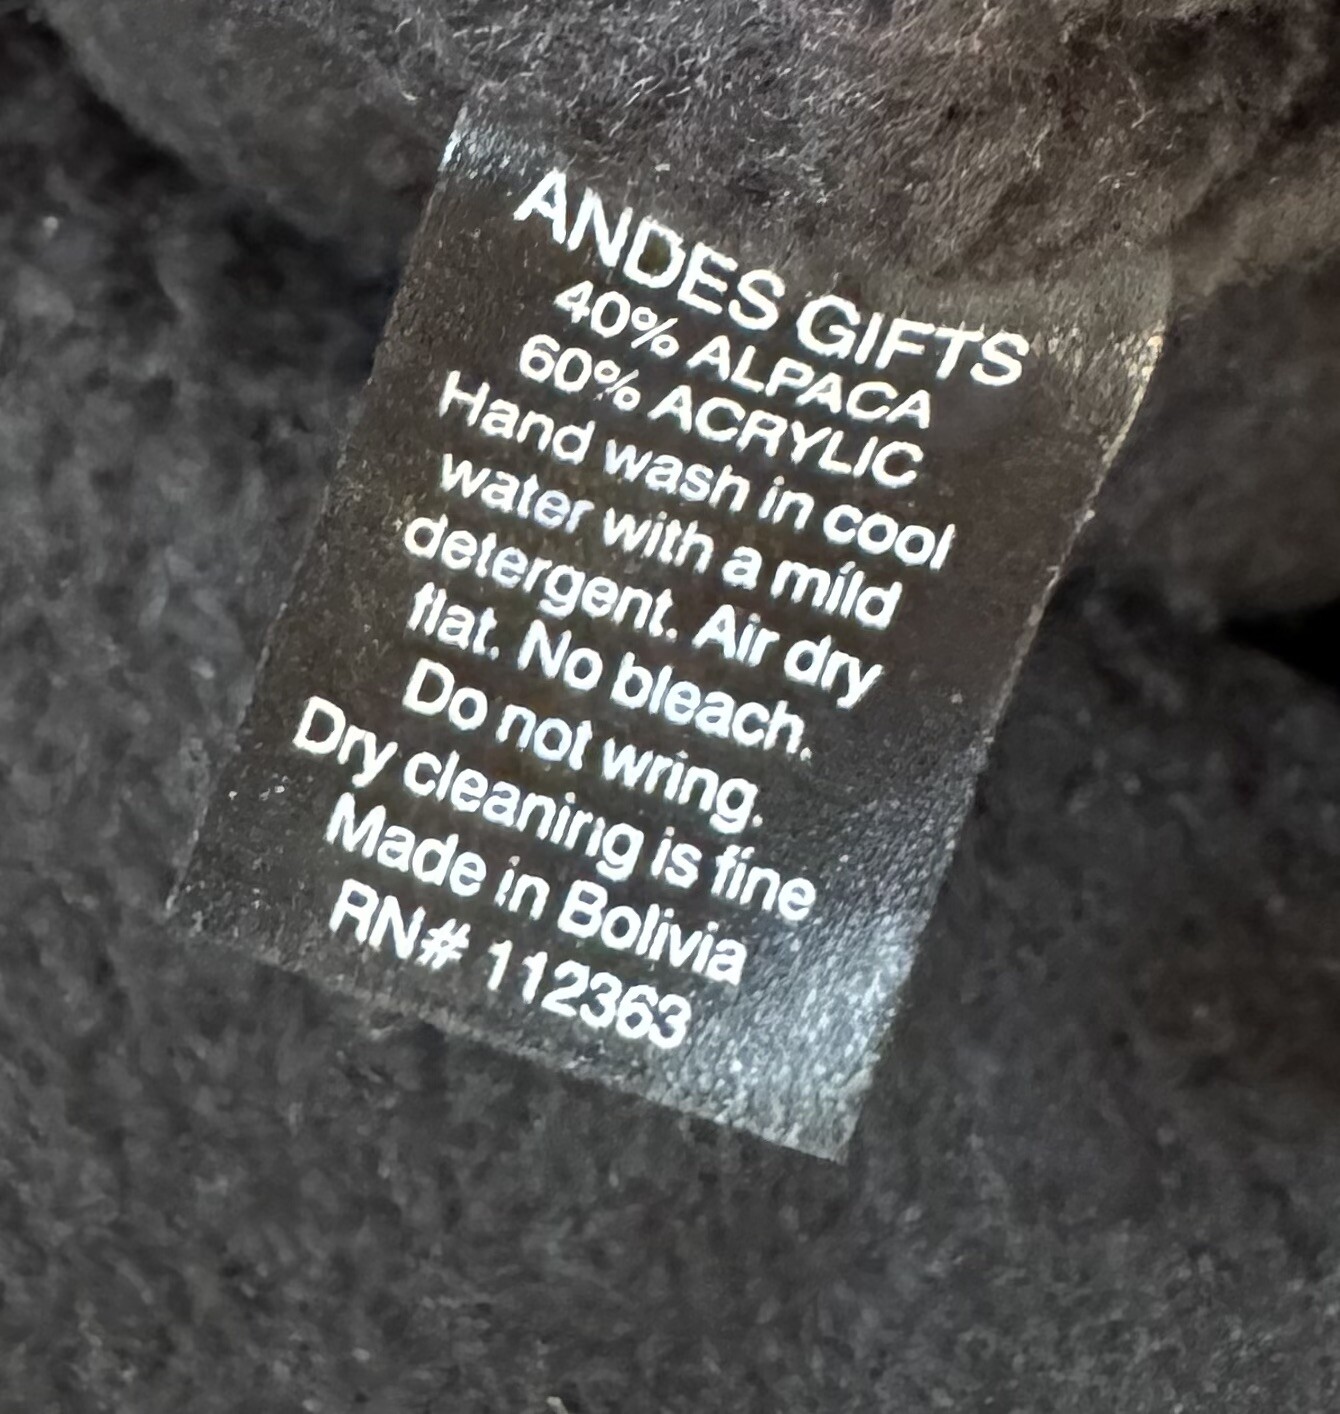 ANDES GIFTS
40% ALPACA
60% ACRYLIC
Hand wash in cool
water with a mild
detergent. Air dry
flat. No bleach.
Do not wring.
Dry cleaning is fine
Made in Bolivia
RN# 112363